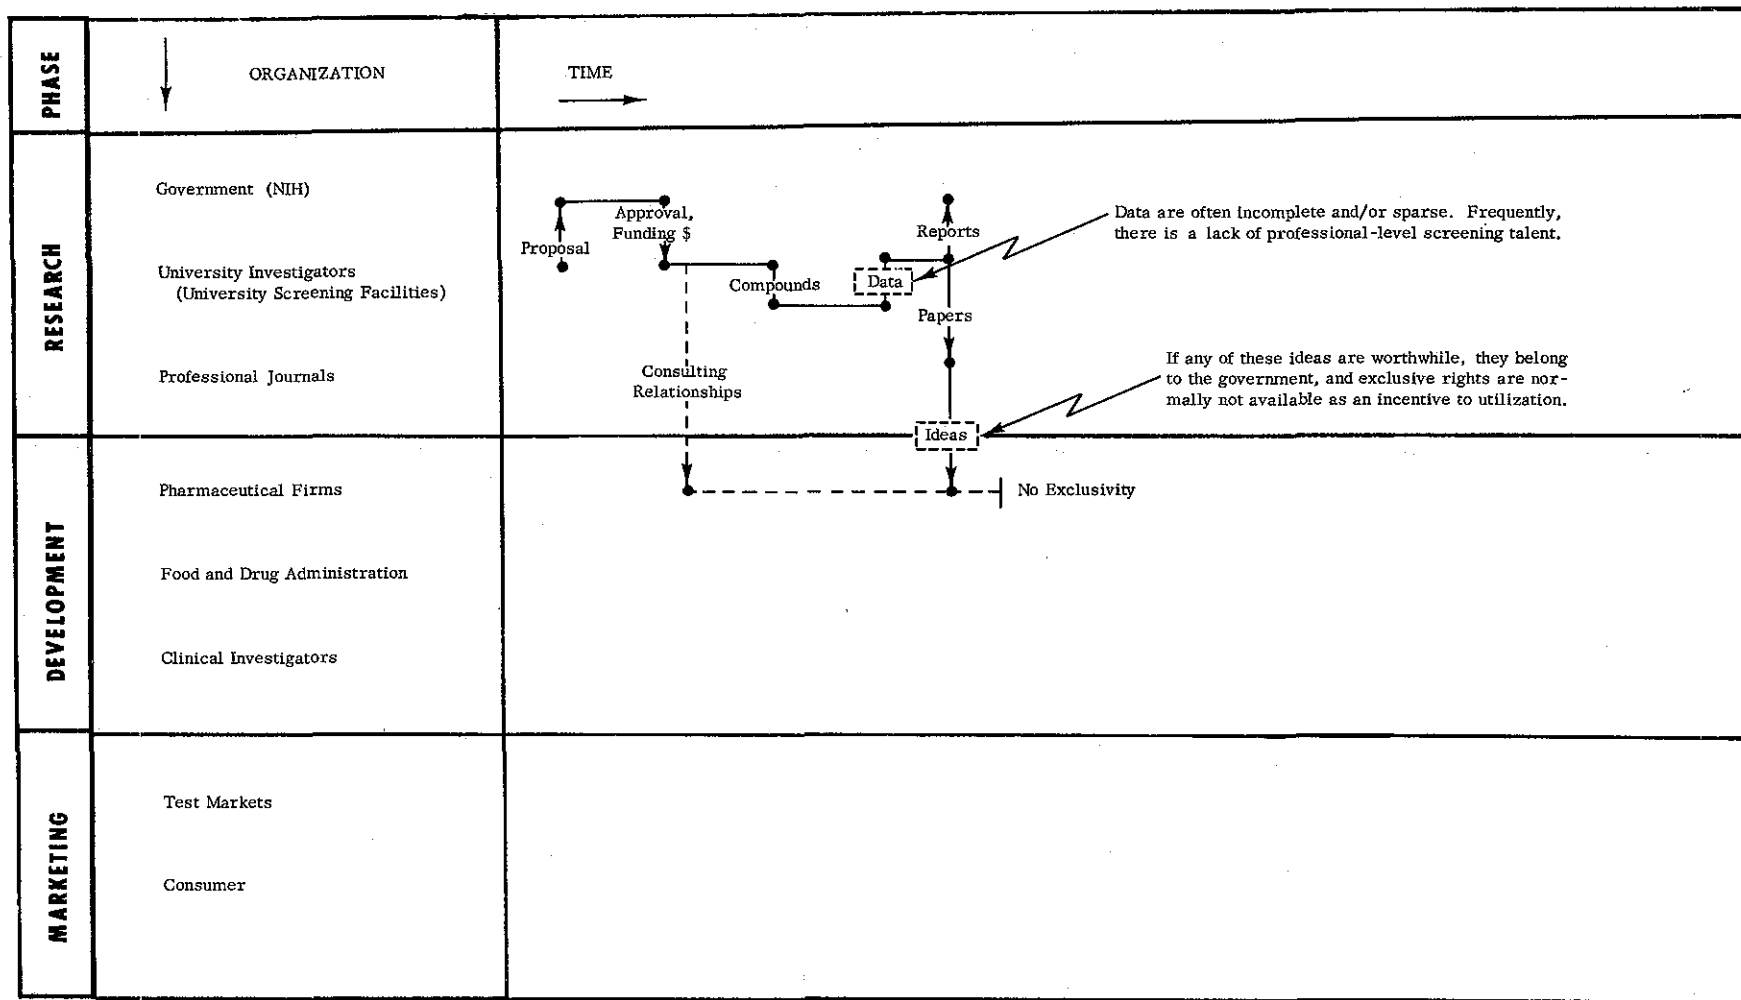 PHASE
ORGANIZATION
TIME
RESEARCH
Government (NIH)
University Investigators
(University Screening Facilities)
Professional Journals
Proposal
Approval,
Funding $
Compounds
Data
Reports
Papers
Consulting
Relationships
Ideas
Data are often incomplete and/or sparse. Frequently,
there is a lack of professional-level screening talent.
If any of these ideas are worthwhile, they belong
to the government, and exclusive rights are nor-
mally not available as an incentive to utilization.
DEVELOPMENT
Pharmaceutical Firms
No Exclusivity
Food and Drug Administration
Clinical Investigators
MARKETING
Test Markets
Consumer